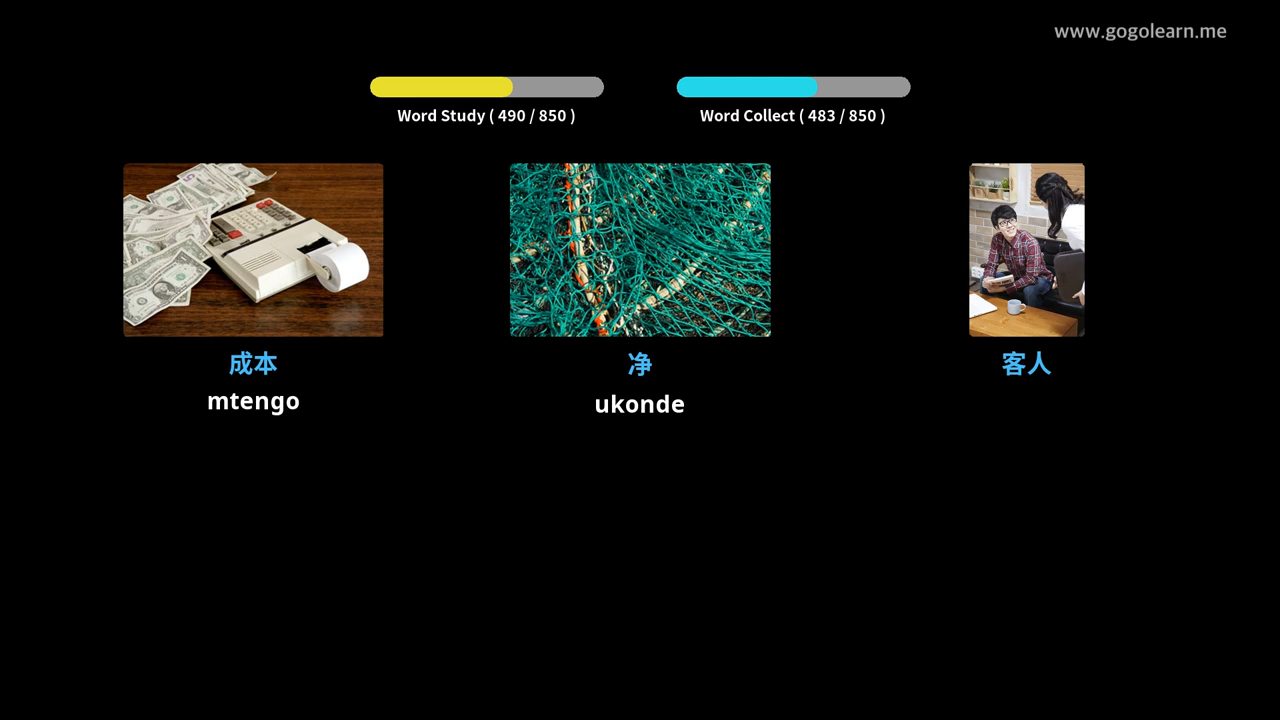 www.gogolearn.me
Word Study ( 490 / 850 )
Word Collect ( 483 / 850 )
成本
mtengo
净
ukonde
客人